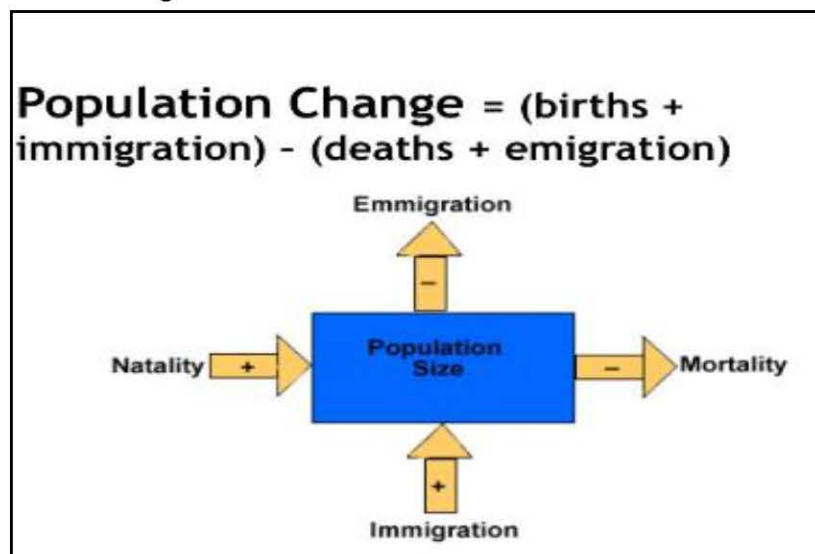 Population Change = (births +
immigration) - (deaths + emigration)
Emmigration
−
Population
Size
Natality
+
−
Mortality
+
Immigration